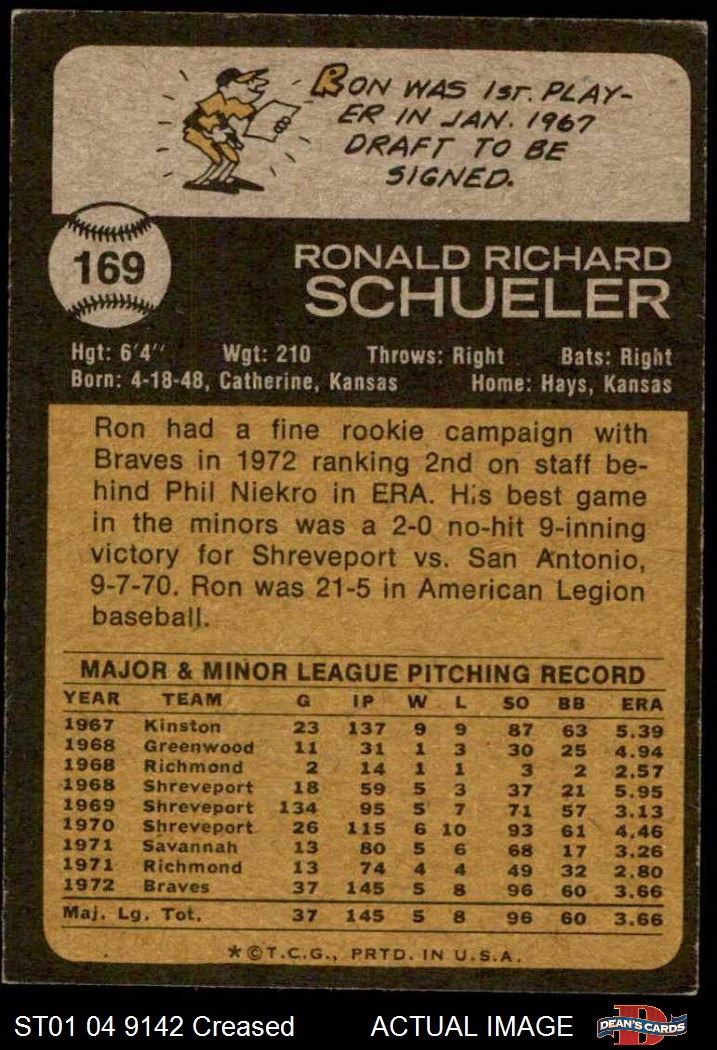 RON WAS 1ST. PLAY-
ER IN JAN. 1967
DRAFT TO BE
SIGNED.
169
RONALD RICHARD
SCHUELER
Hgt: 6'4" Wgt: 210 Throws: Right Bats: Right
Born: 4-18-48, Catherine, Kansas Home: Hays, Kansas
Ron had a fine rookie campaign with
Braves in 1972 ranking 2nd on staff be-
hind Phil Niekro in ERA. His best game
in the minors was a 2-0 no-hit 9-inning
victory for Shreveport vs. San Antonio,
9-7-70. Ron was 21-5 in American Legion
baseball.
MAJOR & MINOR LEAGUE PITCHING RECORD
YEAR TEAM G IP W L SO BB ERA
1967 Kinston 23 137 9 9 87 63 5.39
1968 Greenwood 11 31 1 3 30 25 4.94
1968 Richmond 2 14 1 1 3 2 2.57
1968 Shreveport 18 59 5 3 37 21 5.95
1969 Shreveport 134 95 5 7 71 57 3.13
1970 Shreveport 26 115 6 10 93 61 4.46
1971 Savannah 13 80 5 6 68 17 3.26
1971 Richmond 13 74 4 4 49 32 2.80
1972 Braves 37 145 5 8 96 60 3.66
Maj. Lg. Tot. 37 145 5 8 96 60 3.66
*©T.C.G., PRTD. IN U.S.A.
ST01 04 9142 Creased ACTUAL IMAGE
D
DEAN'S CARDS